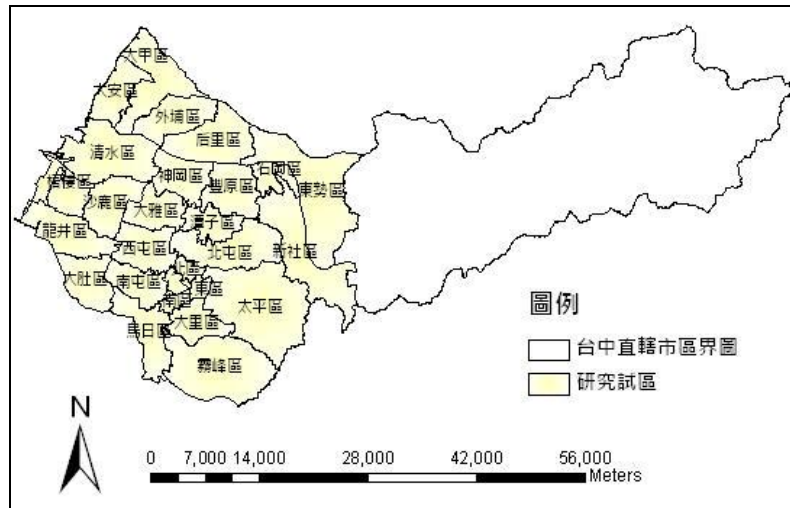 大甲區
大安區
外埔區
后里區
清水區
石岡區
神岡區
豐原區
東勢區
梧棲區
沙鹿區
大雅區
潭子區
龍井區
西屯區
北屯區
新社區
北區
大肚區
南屯區
東區
南區
太平區
烏日區
大里區
霧峰區
圖例
台中直轄市區界圖
研究試區
N
0 7,000 14,000 28,000 42,000 56,000
Meters